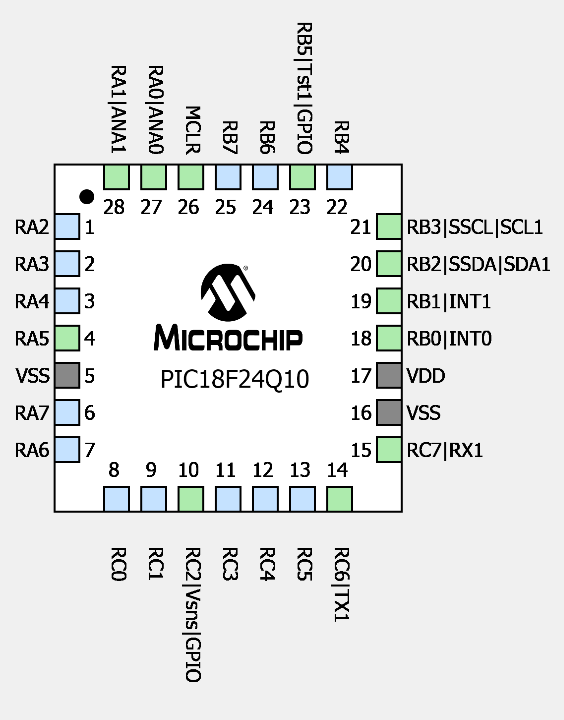 RA1|ANA1
RA0|ANA0
MCLR
RB7
RB6
RB5|Tst1|GPIO
RB4
28
27
26
25
24
23
22
RA2 1
RA3 2
RA4 3
RA5 4
VSS 5
RA7 6
RA6 7
21 RB3|SSCL|SCL1
20 RB2|SSDA|SDA1
19 RB1|INT1
18 RB0|INT0
17 VDD
16 VSS
15 RC7|RX1
MICROCHIP
PIC18F24Q10
8
9
10
11
12
13
14
RC0
RC1
RC2|Vsns|GPIO
RC3
RC4
RC5
RC6|TX1